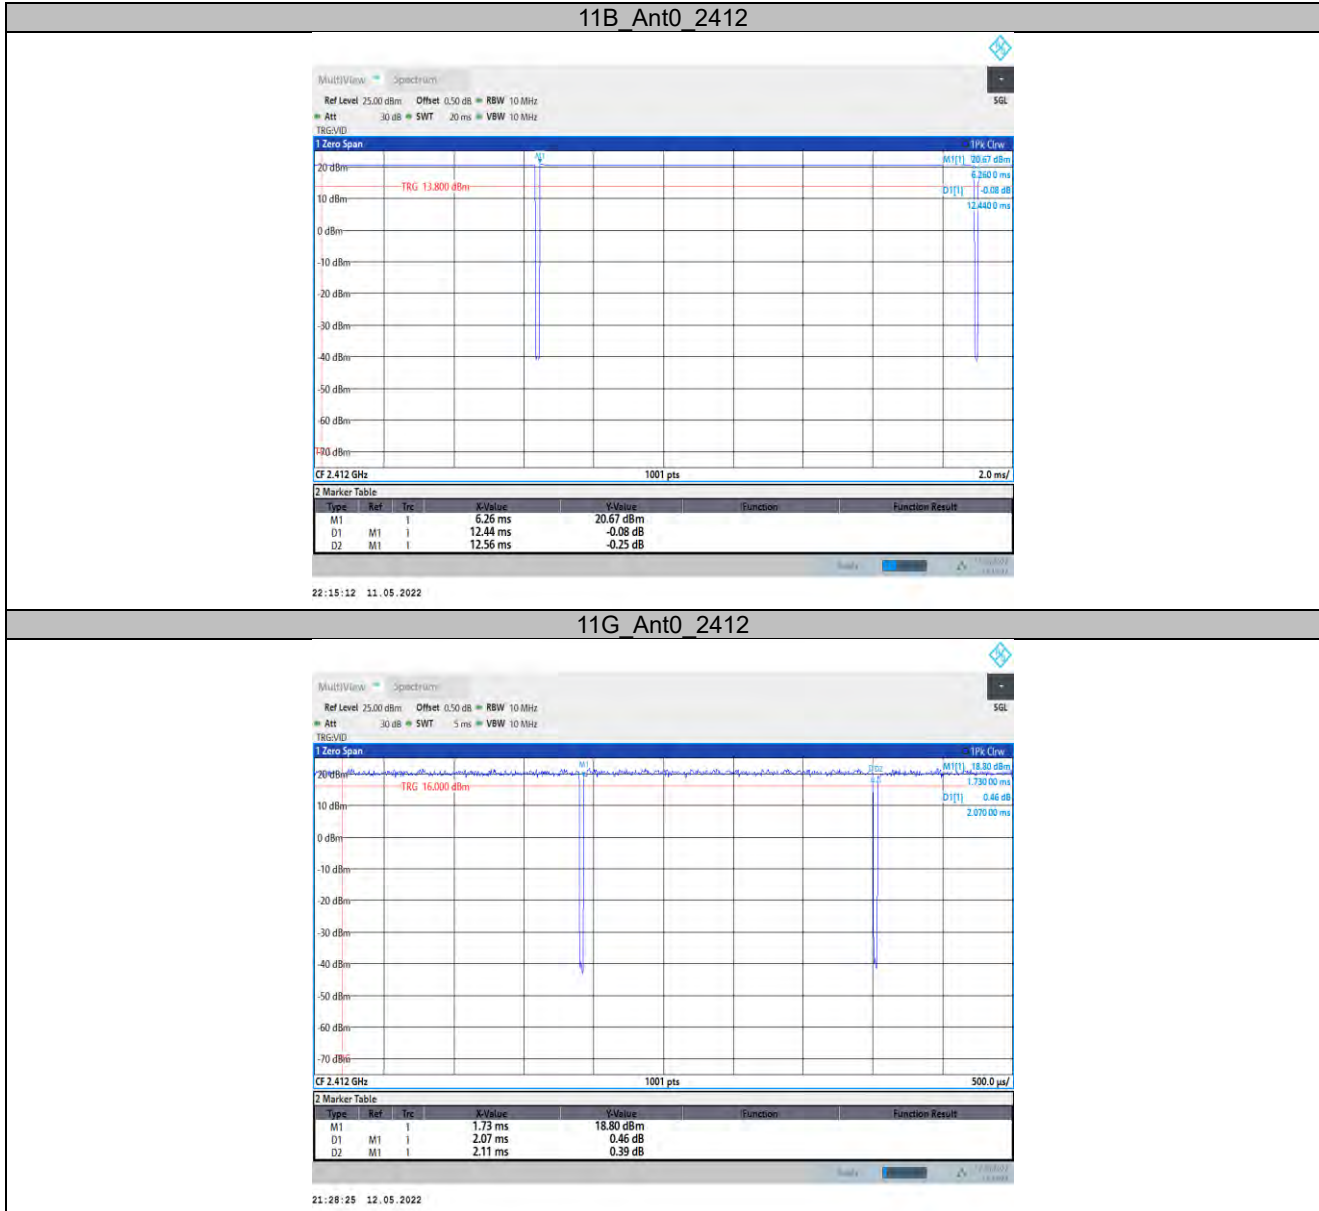 11B_Ant0_2412
MultiView Spectrum
Ref Level 25.00 dBm Offset 0.50 dB RBW 10 MHz
SGL
Att 30 dB SWT 20 ms VBW 10 MHz
TRG:VID
1 Zero Span 1Pk Clrw
M1
M1[1] 20.67 dBm
6.2600 ms
D1[1] -0.08 dB
12.4400 ms
20 dBm
TRG 13.800 dBm
10 dBm
0 dBm
-10 dBm
-20 dBm
-30 dBm
-40 dBm
-50 dBm
-60 dBm
-70 dBm
CF 2.412 GHz 1001 pts 2.0 ms/
2 Marker Table
Type Ref Trc X-Value Y-Value Function Function Result
M1 1 6.26 ms 20.67 dBm
D1 M1 1 12.44 ms -0.08 dB
D2 M1 1 12.56 ms -0.25 dB
22:15:12 11.05.2022
11G_Ant0_2412
MultiView Spectrum
Ref Level 25.00 dBm Offset 0.50 dB RBW 10 MHz
SGL
Att 30 dB SWT 5 ms VBW 10 MHz
TRG:VID
1 Zero Span 1Pk Clrw
M1
M1[1] 18.80 dBm
1.73000 ms
D1[1] 0.46 dB
2.07000 ms
20 dBm
TRG 16.000 dBm
10 dBm
0 dBm
-10 dBm
-20 dBm
-30 dBm
-40 dBm
-50 dBm
-60 dBm
-70 dBm
CF 2.412 GHz 1001 pts 500.0 µs/
2 Marker Table
Type Ref Trc X-Value Y-Value Function Function Result
M1 1 1.73 ms 18.80 dBm
D1 M1 1 2.07 ms 0.46 dB
D2 M1 1 2.11 ms 0.39 dB
21:28:25 12.05.2022